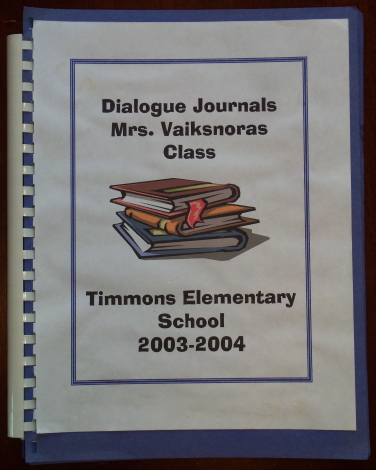 Dialogue Journals
Mrs. Vaiksnoras
Class
Timmons Elementary
School
2003-2004